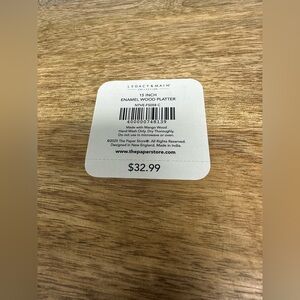 LEGACY & MAIN
15 INCH
ENAMEL WOOD PLATTER
Made with Mango Wood
Hand Wash Only. Dry Thoroughly.
Do not use in microwave or oven.
The Paper Store®. All Rights Reserved.
Designed in New England. Made in India.
www.thepaperstore.com
$32.99